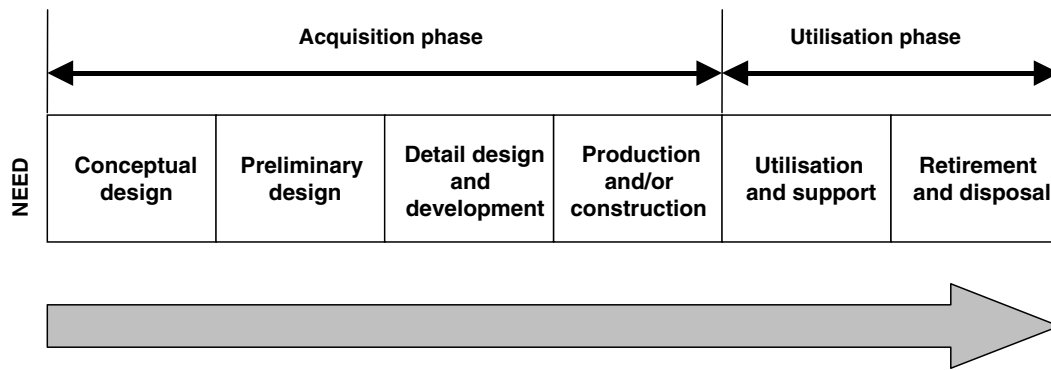 Acquisition phase
Utilisation phase
NEED
Conceptual
design
Preliminary
design
Detail design
and
development
Production
and/or
construction
Utilisation
and support
Retirement
and disposal